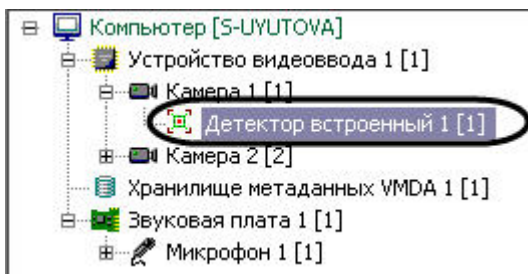 Компьютер [S-UYUTOVA]
Устройство видеоввода 1 [1]
Камера 1 [1]
Детектор встроенный 1 [1]
Камера 2 [2]
Хранилище метаданных VMDA 1 [1]
Звуковая плата 1 [1]
Микрофон 1 [1]